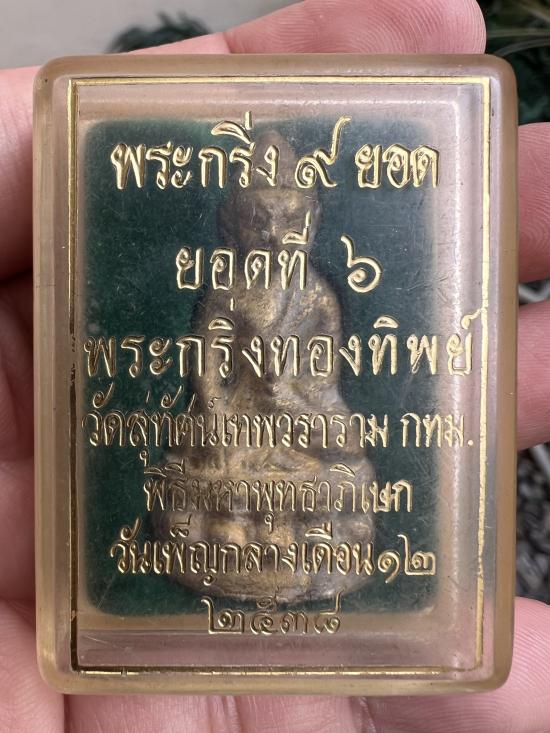 พระกริ่ง ๙ ยอด
ยอดที่ ๖
พระกริ่งทองทิพย์
วัดสุทัศน์เทพวราราม กทม.
พิธีมหาพุทธาภิเษก
วันเพ็ญกลางเดือน๑๒
๒๕๓๘